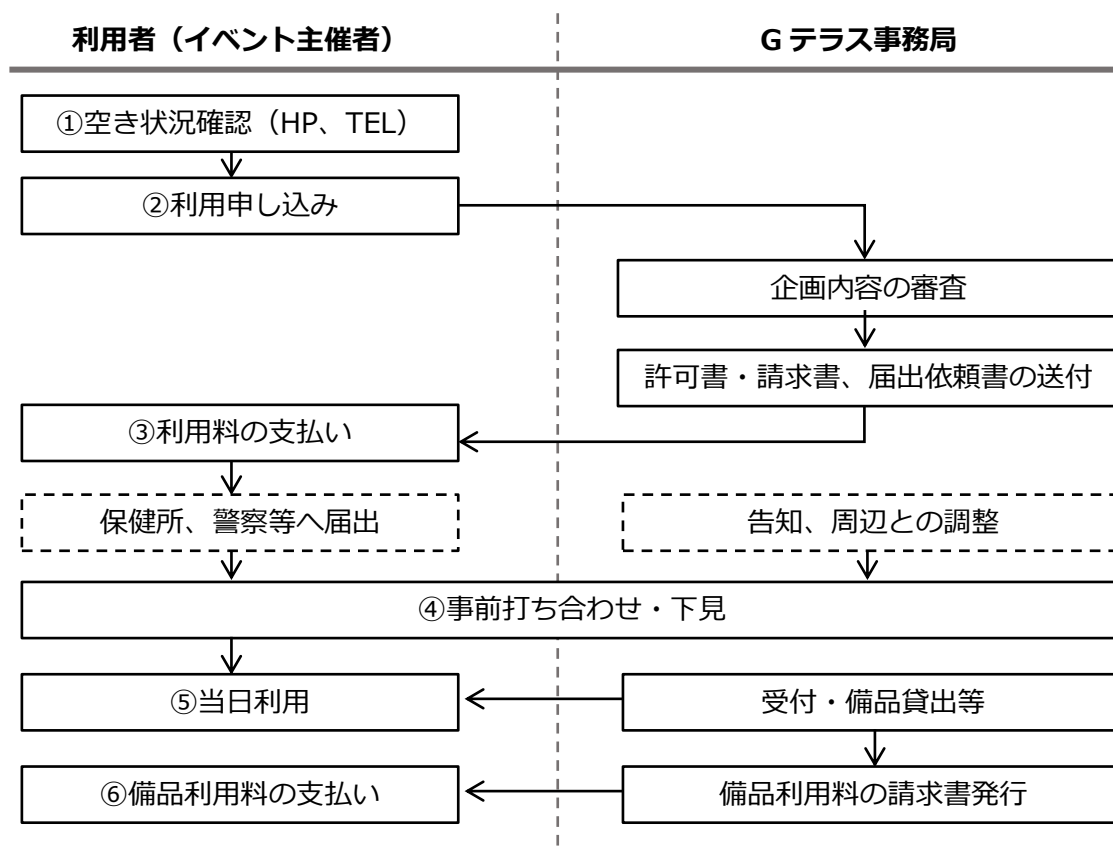 利用者（イベント主催者）
Gテラス事務局
①空き状況確認（HP、TEL）
②利用申し込み
企画内容の審査
許可書・請求書、届出依頼書の送付
③利用料の支払い
保健所、警察等へ届出
告知、周辺との調整
④事前打ち合わせ・下見
⑤当日利用
受付・備品貸出等
⑥備品利用料の支払い
備品利用料の請求書発行